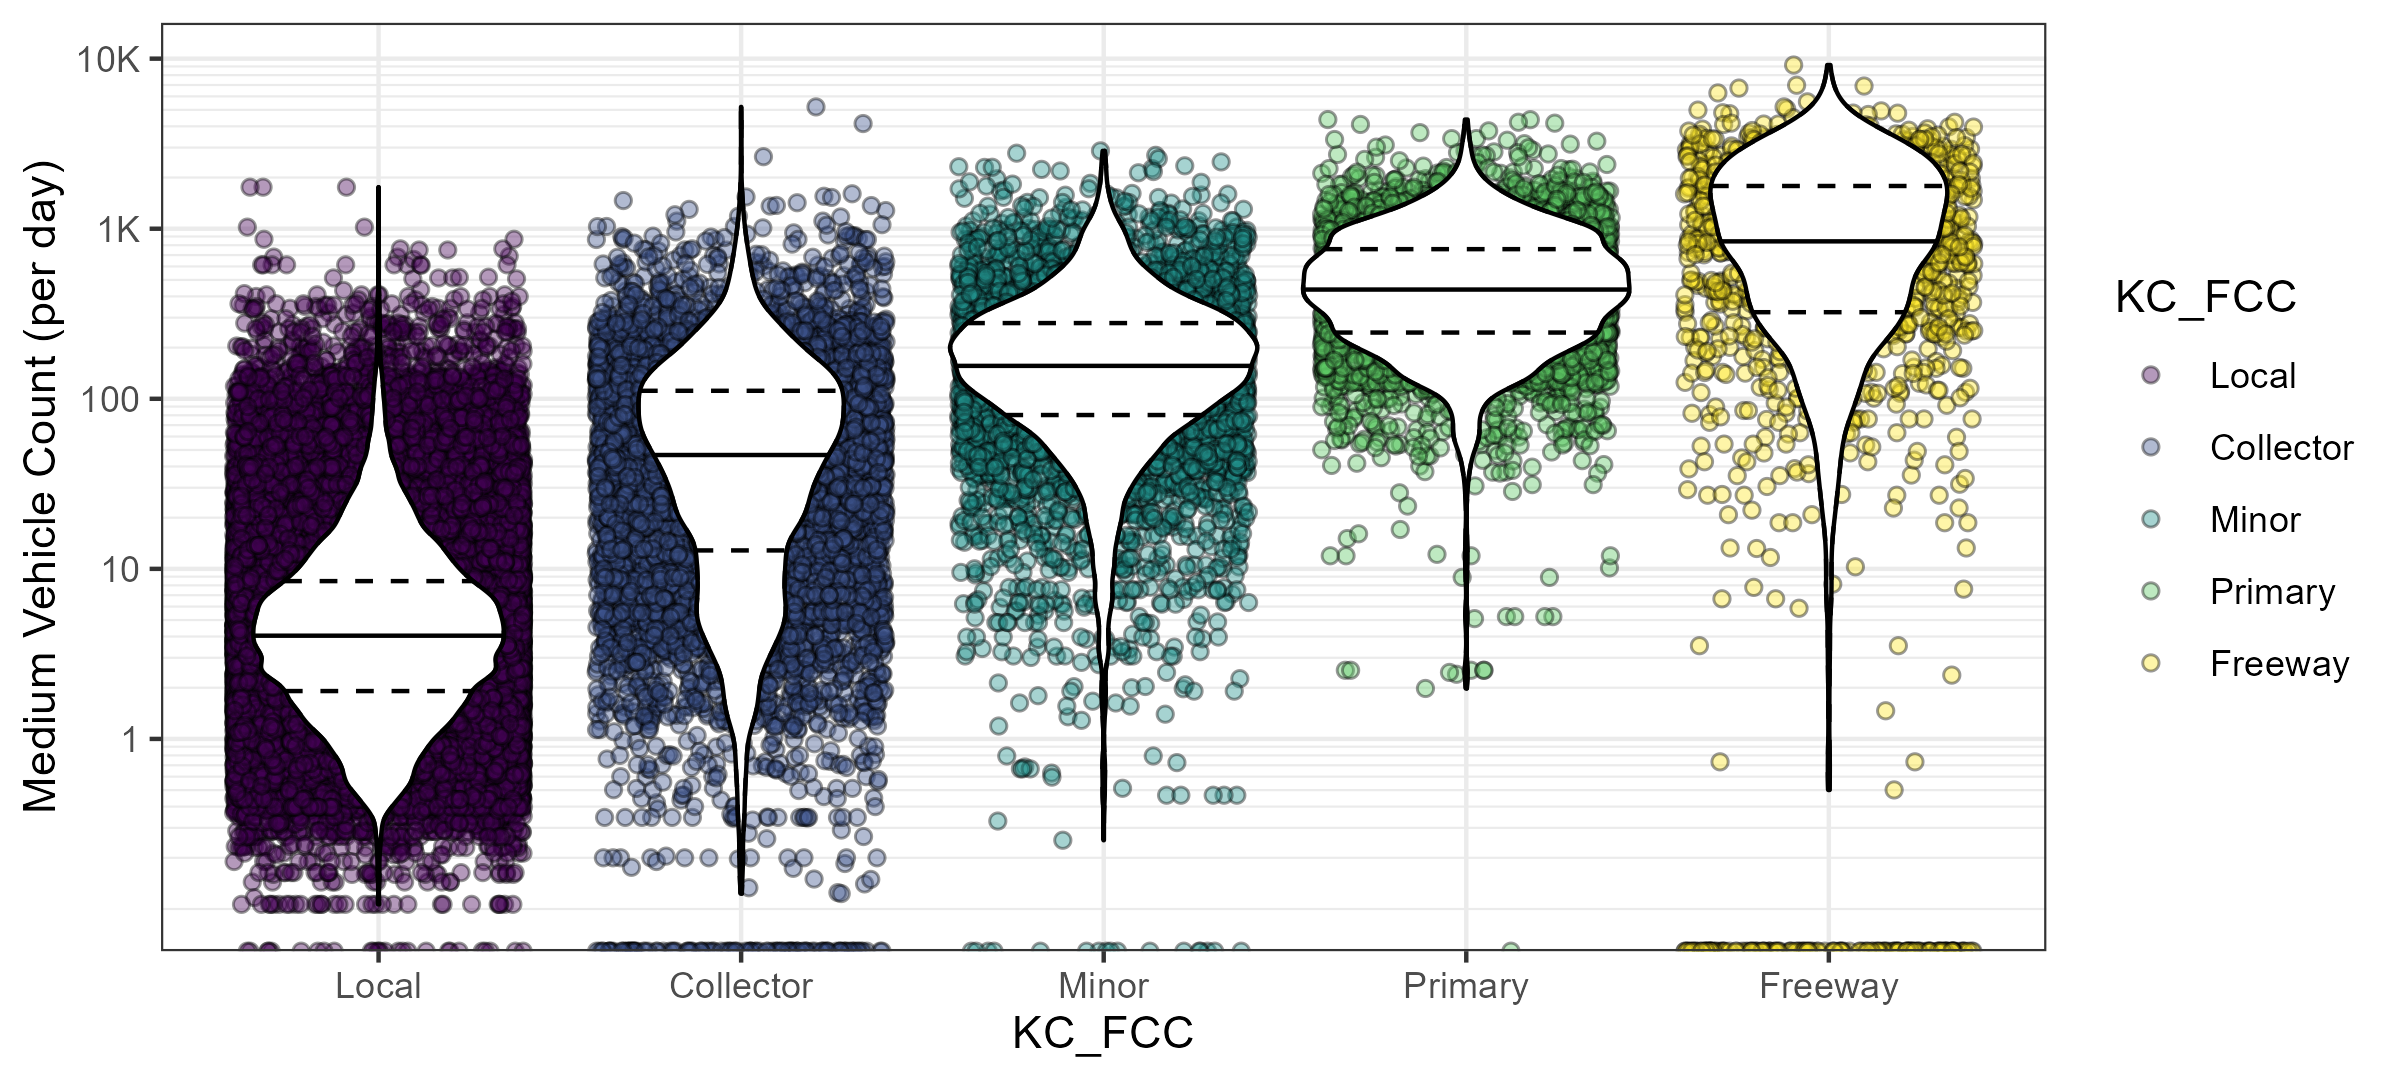 Medium Vehicle Count (per day)
10K
1K
100
10
1
Local
Collector
Minor
Primary
Freeway
KC_FCC
KC_FCC
Local
Collector
Minor
Primary
Freeway